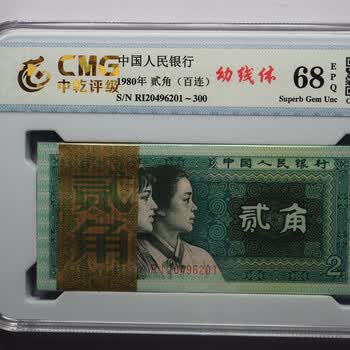 CMG
中乾评级
中国人民银行
1980年 贰角（百连）
S/N RI20496201~300
幼线体
68
EPQ
Superb Gem Unc
中国人民银行
贰角
贰角
RI20496201
2